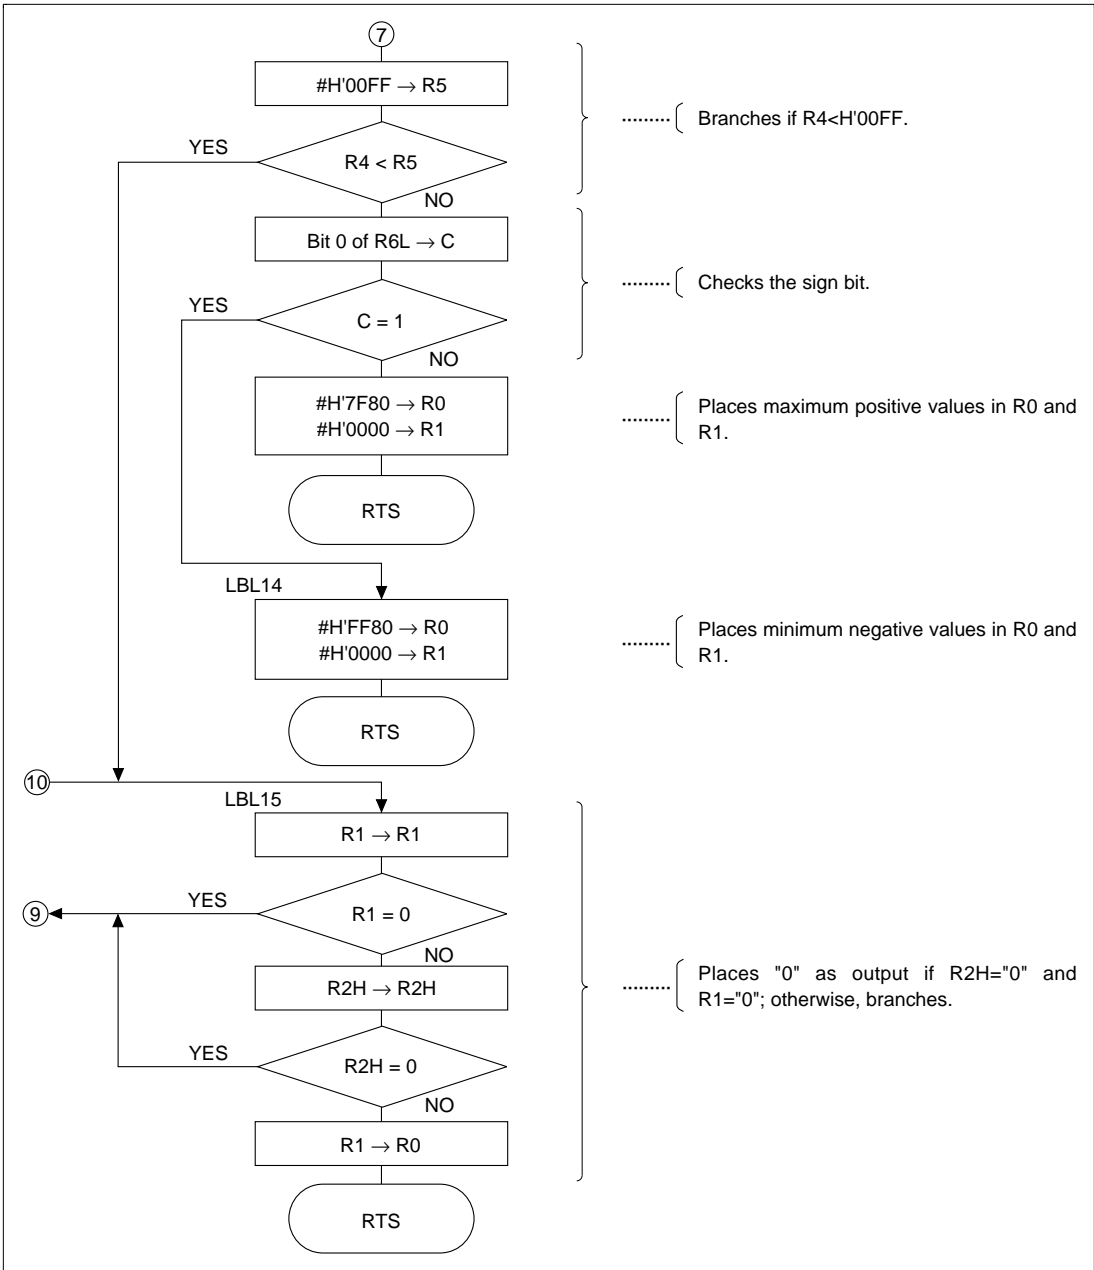 7
#H'00FF → R5
Branches if R4<H'00FF.
YES
R4 < R5
NO
Bit 0 of R6L → C
Checks the sign bit.
YES
C = 1
NO
#H'7F80 → R0
#H'0000 → R1
Places maximum positive values in R0 and
R1.
RTS
LBL14
#H'FF80 → R0
#H'0000 → R1
Places minimum negative values in R0 and
R1.
RTS
10
LBL15
R1 → R1
9
YES
R1 = 0
NO
R2H → R2H
Places "0" as output if R2H="0" and
R1="0"; otherwise, branches.
YES
R2H = 0
NO
R1 → R0
RTS